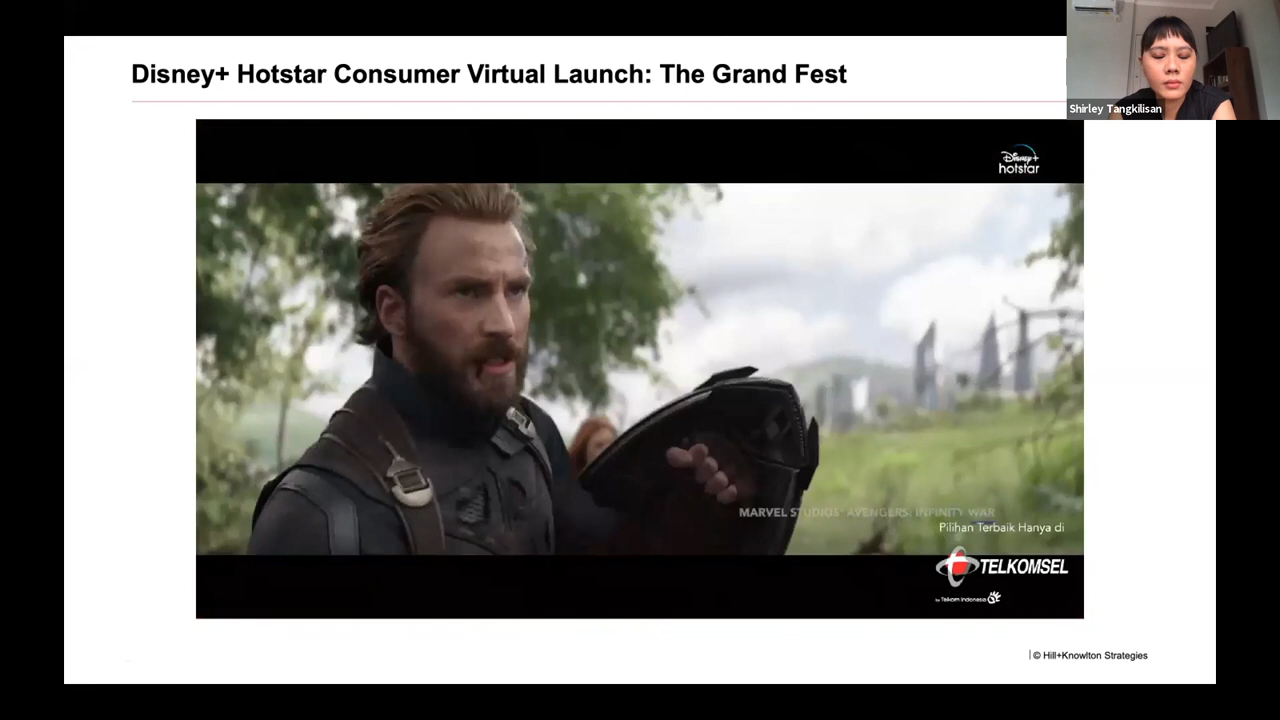 Disney+ Hotstar Consumer Virtual Launch: The Grand Fest
Shirley Tangkilisan
Disney+
hotstar
MARVEL STUDIOS' AVENGERS: INFINITY WAR
Pilihan Terbaik Hanya di
TELKOMSEL
by Telkom Indonesia
© Hill+Knowlton Strategies